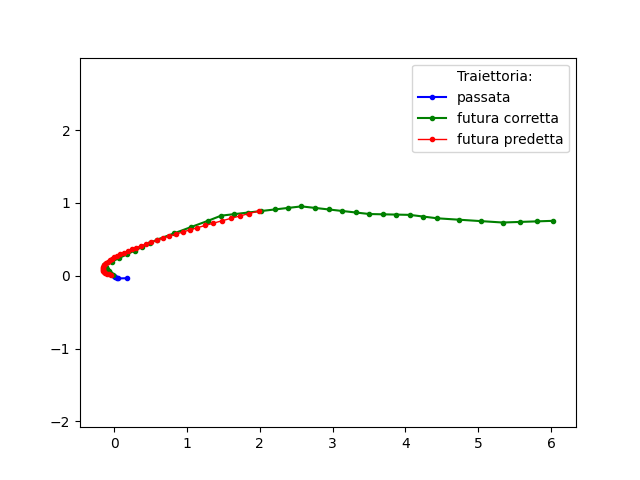 Traiettoria:
passata
futura corretta
futura predetta
2
1
0
−1
−2
0 1 2 3 4 5 6